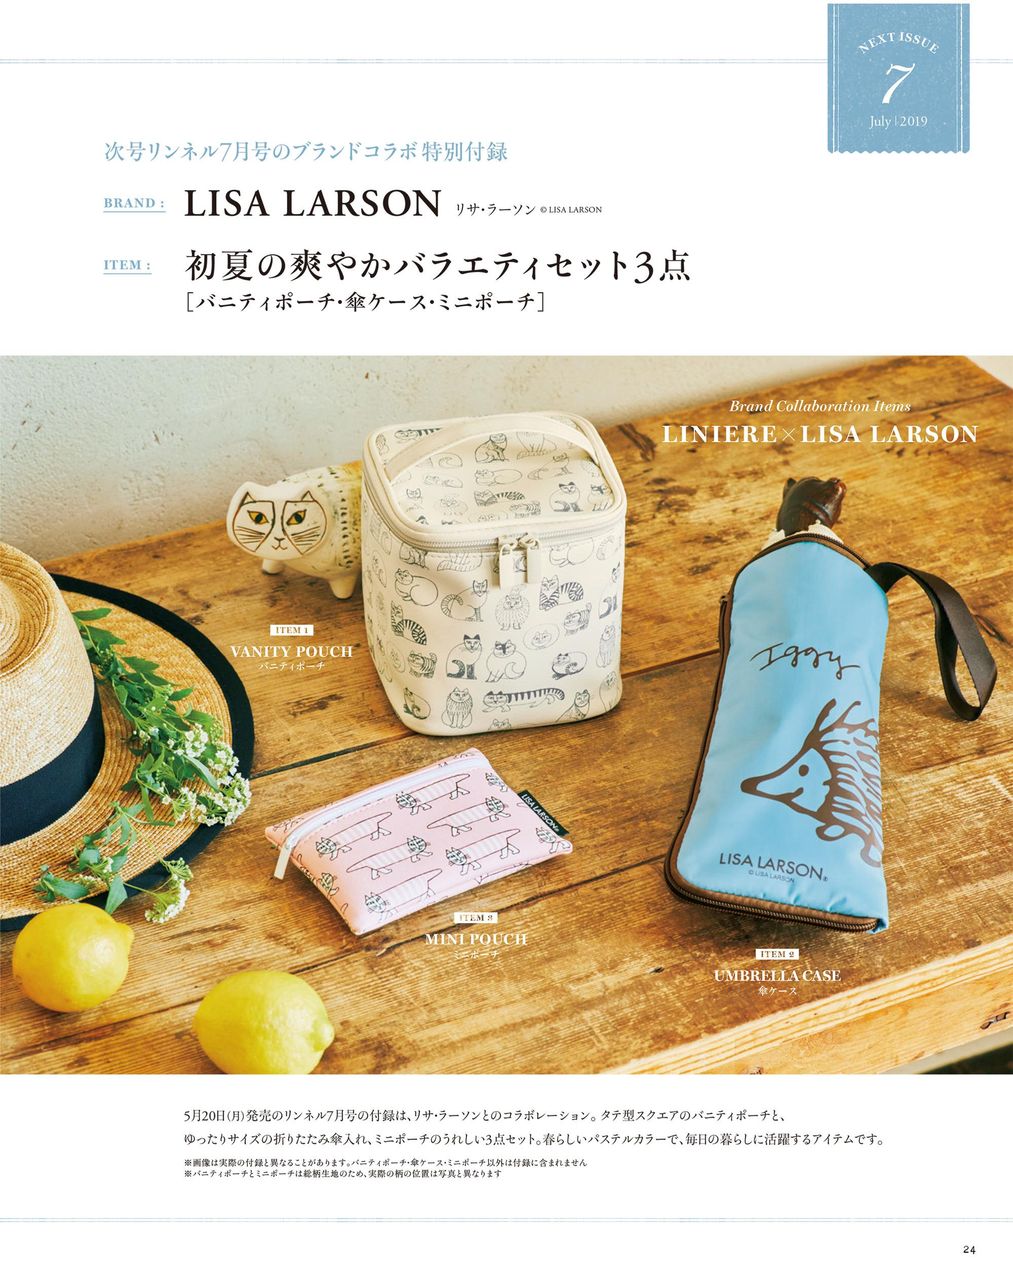 NEXT ISSUE
7
July | 2019
次号リンネル7月号のブランドコラボ特別付録
BRAND : LISA LARSON リサ・ラーソン © LISA LARSON
ITEM : 初夏の爽やかバラエティセット3点
[バニティポーチ・傘ケース・ミニポーチ]
Brand Collaboration Items
LINIERE×LISA LARSON
ITEM 1
VANITY POUCH
バニティポーチ
Iggy
LISA LARSON®
© LISA LARSON
LISA LARSON®
ITEM 3
MINI POUCH
ミニポーチ
ITEM 2
UMBRELLA CASE
傘ケース
5月20日(月)発売のリンネル7月号の付録は、リサ・ラーソンとのコラボレーション。タテ型スクエアのバニティポーチと、
ゆったりサイズの折りたたみ傘入れ、ミニポーチのうれしい3点セット。春らしいパステルカラーで、毎日の暮らしに活躍するアイテムです。
※画像は実際の付録と異なることがあります。バニティポーチ・傘ケース・ミニポーチ以外は付録に含まれません
※バニティポーチとミニポーチは総柄生地のため、実際の柄の位置は写真と異なります
24